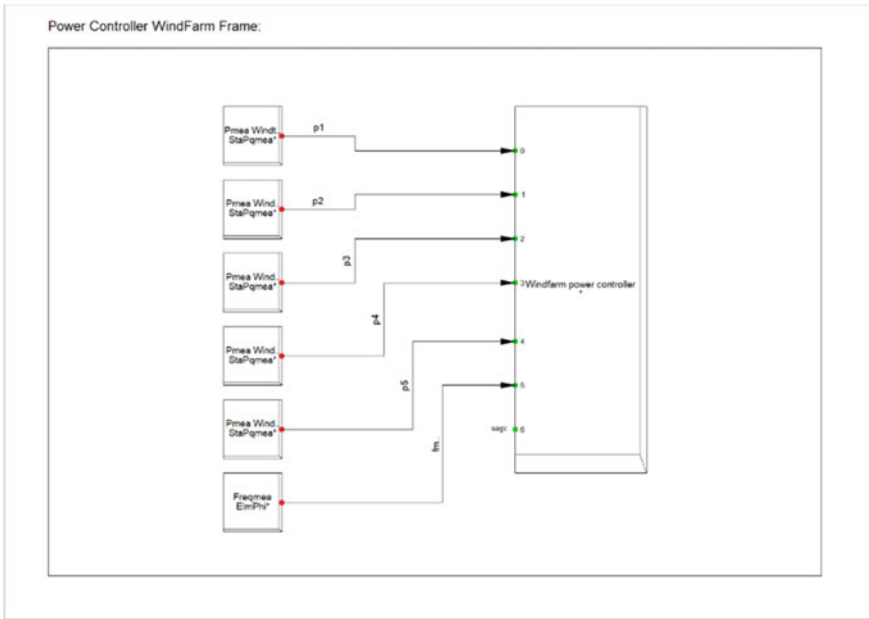 Power Controller WindFarm Frame:
Pmea Windt..
StaPqmea*
p1
0
Pmea Wind..
StaPqmea*
p2
1
Pmea Wind..
StaPqmea*
p3
2
Pmea Wind..
StaPqmea*
p4
3
Windfarm power controller
*
Pmea Wind..
StaPqmea*
p5
4
Freqmea
ElmPhi*
fm..
5
6